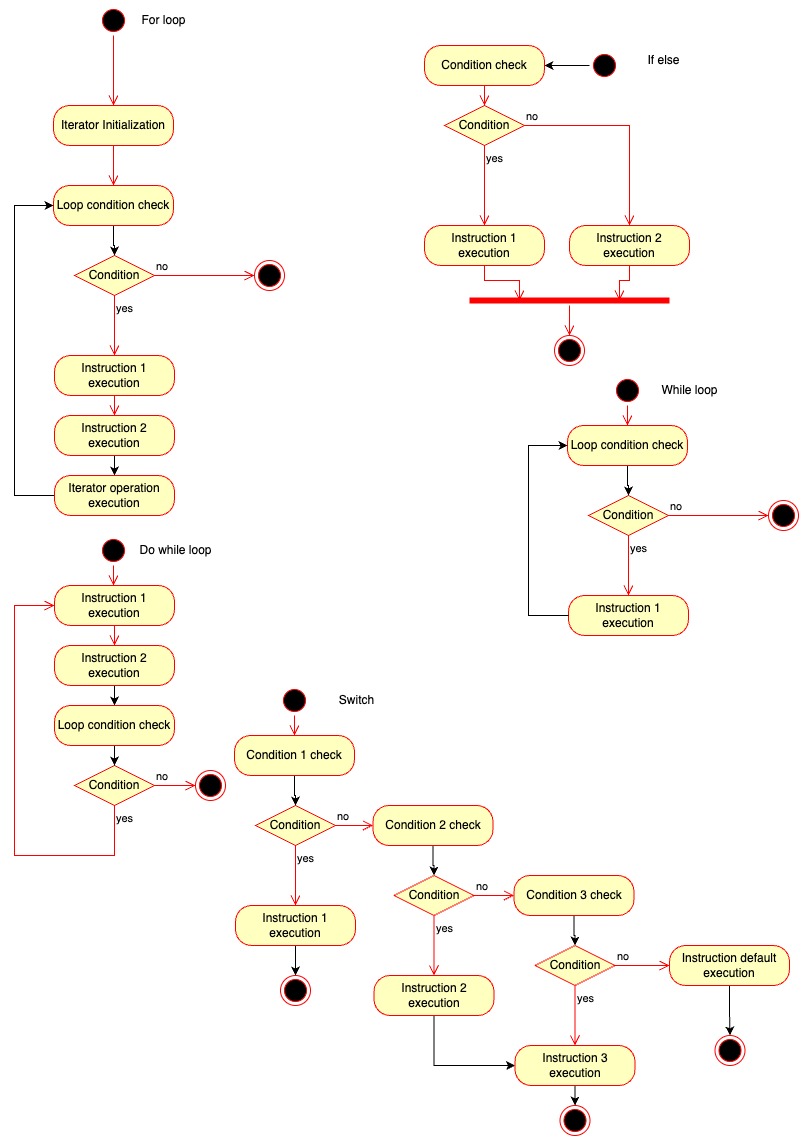 For loop
Iterator Initialization
Loop condition check
Condition
no
yes
Instruction 1
execution
Instruction 2
execution
Iterator operation
execution
If else
Condition check
Condition
no
yes
Instruction 1
execution
Instruction 2
execution
While loop
Loop condition check
Condition
no
yes
Instruction 1
execution
Do while loop
Instruction 1
execution
Instruction 2
execution
Loop condition check
Condition
no
yes
Switch
Condition 1 check
Condition
no
yes
Instruction 1
execution
Condition 2 check
Condition
no
yes
Instruction 2
execution
Condition 3 check
Condition
no
yes
Instruction default
execution
Instruction 3
execution